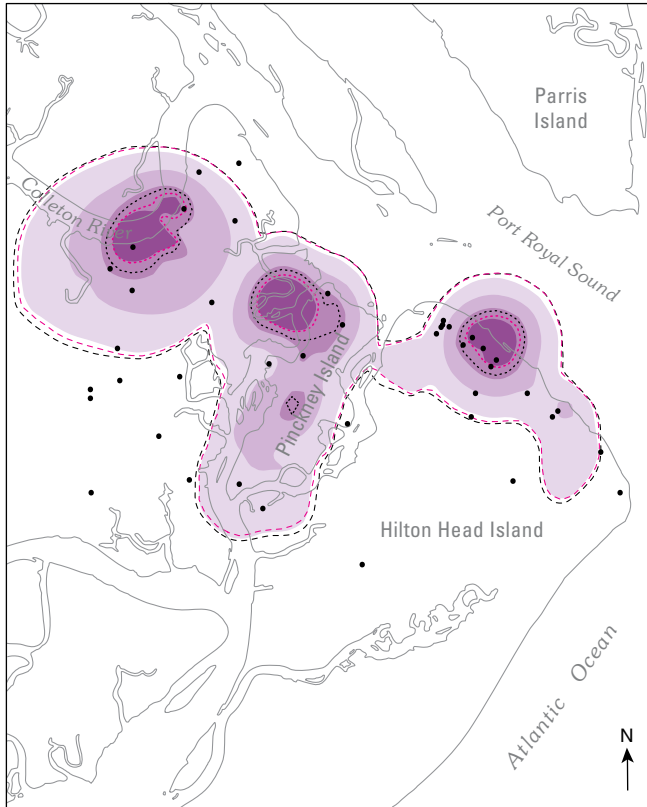 Parris
Island
Colleton River
Port Royal Sound
Pinckney Island
Hilton Head Island
Atlantic Ocean
N